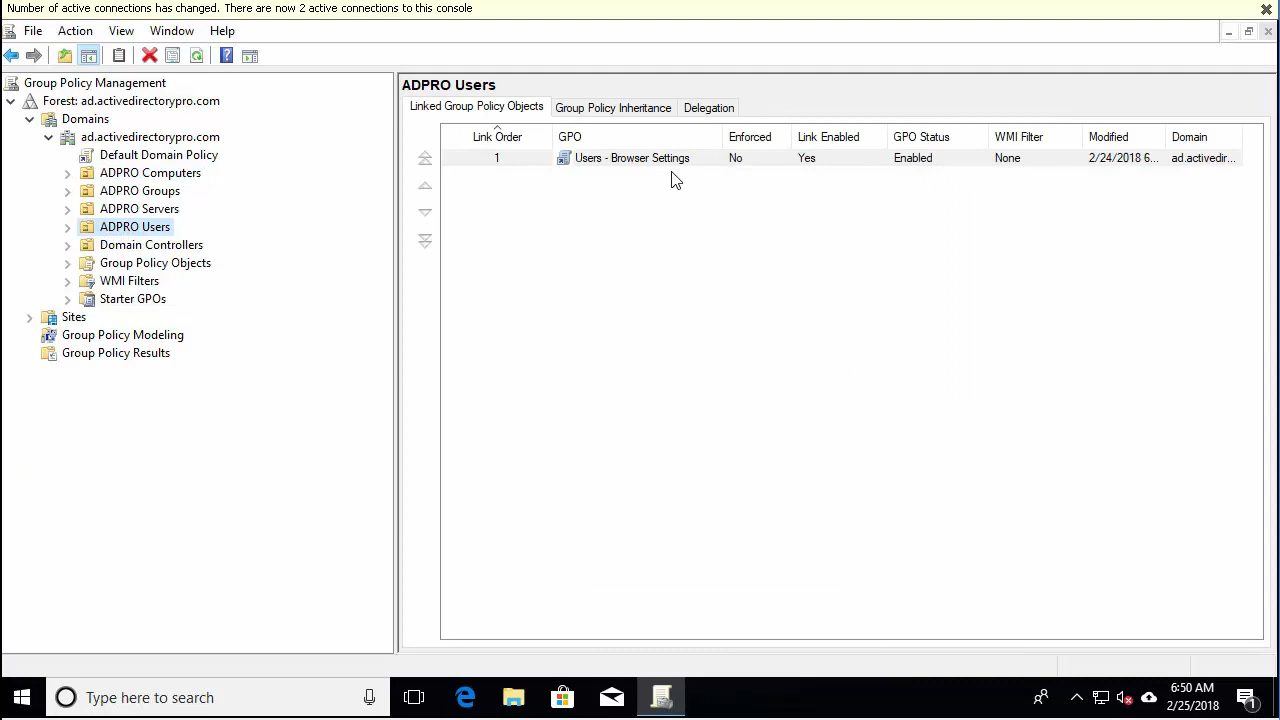 Number of active connections has changed. There are now 2 active connections to this console
File Action View Window Help
Group Policy Management
Forest: ad.activedirectorypro.com
Domains
ad.activedirectorypro.com
Default Domain Policy
ADPRO Computers
ADPRO Groups
ADPRO Servers
ADPRO Users
Domain Controllers
Group Policy Objects
WMI Filters
Starter GPOs
Sites
Group Policy Modeling
Group Policy Results
ADPRO Users
Linked Group Policy Objects Group Policy Inheritance Delegation
Link Order GPO Enforced Link Enabled GPO Status WMI Filter Modified Domain
1 Users - Browser Settings No Yes Enabled None 2/24/2018 6... ad.activedir...
Type here to search
6:50 AM
2/25/2018
1